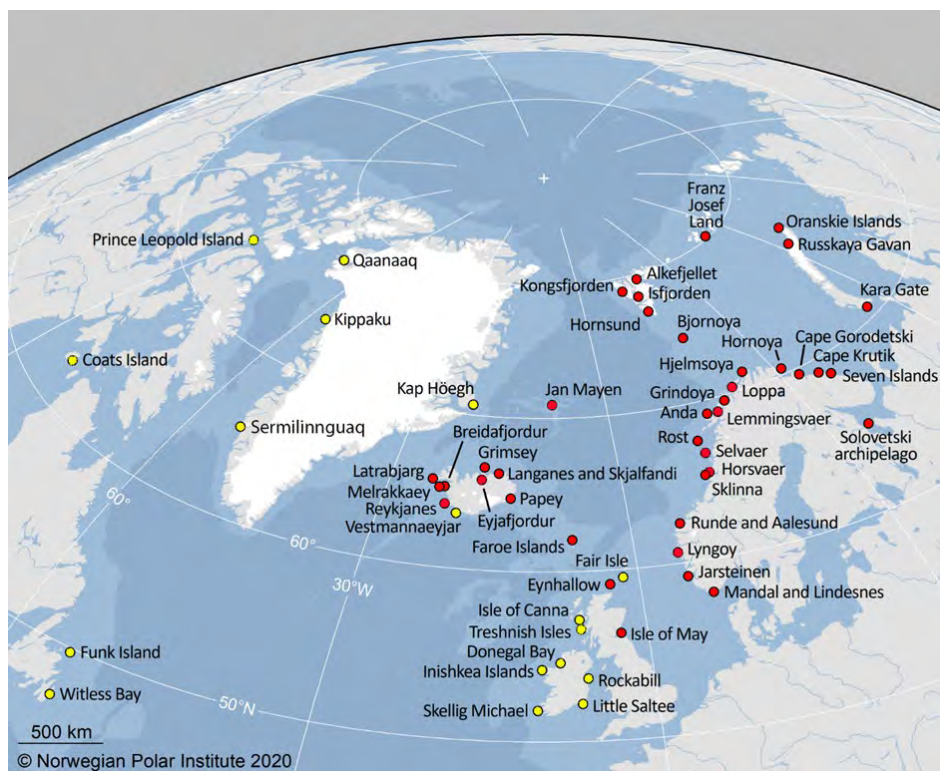 Franz
Josef
Land
Oranskie Islands
Russkaya Gavan
Prince Leopold Island
Qaanaaq
Alkefjellet
Kongsfjorden
Isfjorden
Kara Gate
Hornsund
Kippaku
Bjornoya
Hornoya
Cape Gorodetski
Cape Krutik
Coats Island
Hjelmsoya
Seven Islands
Kap Höegh
Jan Mayen
Loppa
Grindoya
Anda
Lemmingsvaer
Sermilinnguaq
Breidafjordur
Grimsey
Rost
Solovetski
archipelago
Selvaer
Latrabjarg
Langanes and Skjalfandi
Horsvaer
Melrakkaey
Sklinna
Reykjanes
Papey
60°
Vestmannaeyjar
Eyjafjordur
Runde and Aalesund
60°
Faroe Islands
Lyngoy
Fair Isle
30°W
Eynhallow
Jarsteinen
Mandal and Lindesnes
Isle of Canna
Treshnish Isles
Isle of May
Funk Island
Donegal Bay
Inishkea Islands
Rockabill
Witless Bay
50°N
Skellig Michael
Little Saltee
500 km
© Norwegian Polar Institute 2020